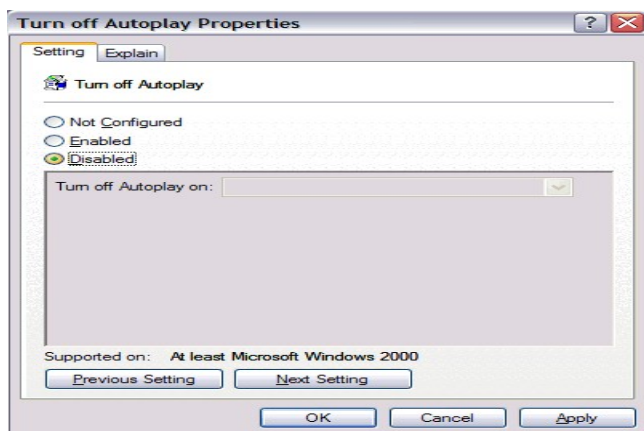 Turn off Autoplay Properties
Setting Explain
Turn off Autoplay
Not Configured
Enabled
Disabled
Turn off Autoplay on:
Supported on: At least Microsoft Windows 2000
Previous Setting Next Setting
OK Cancel Apply